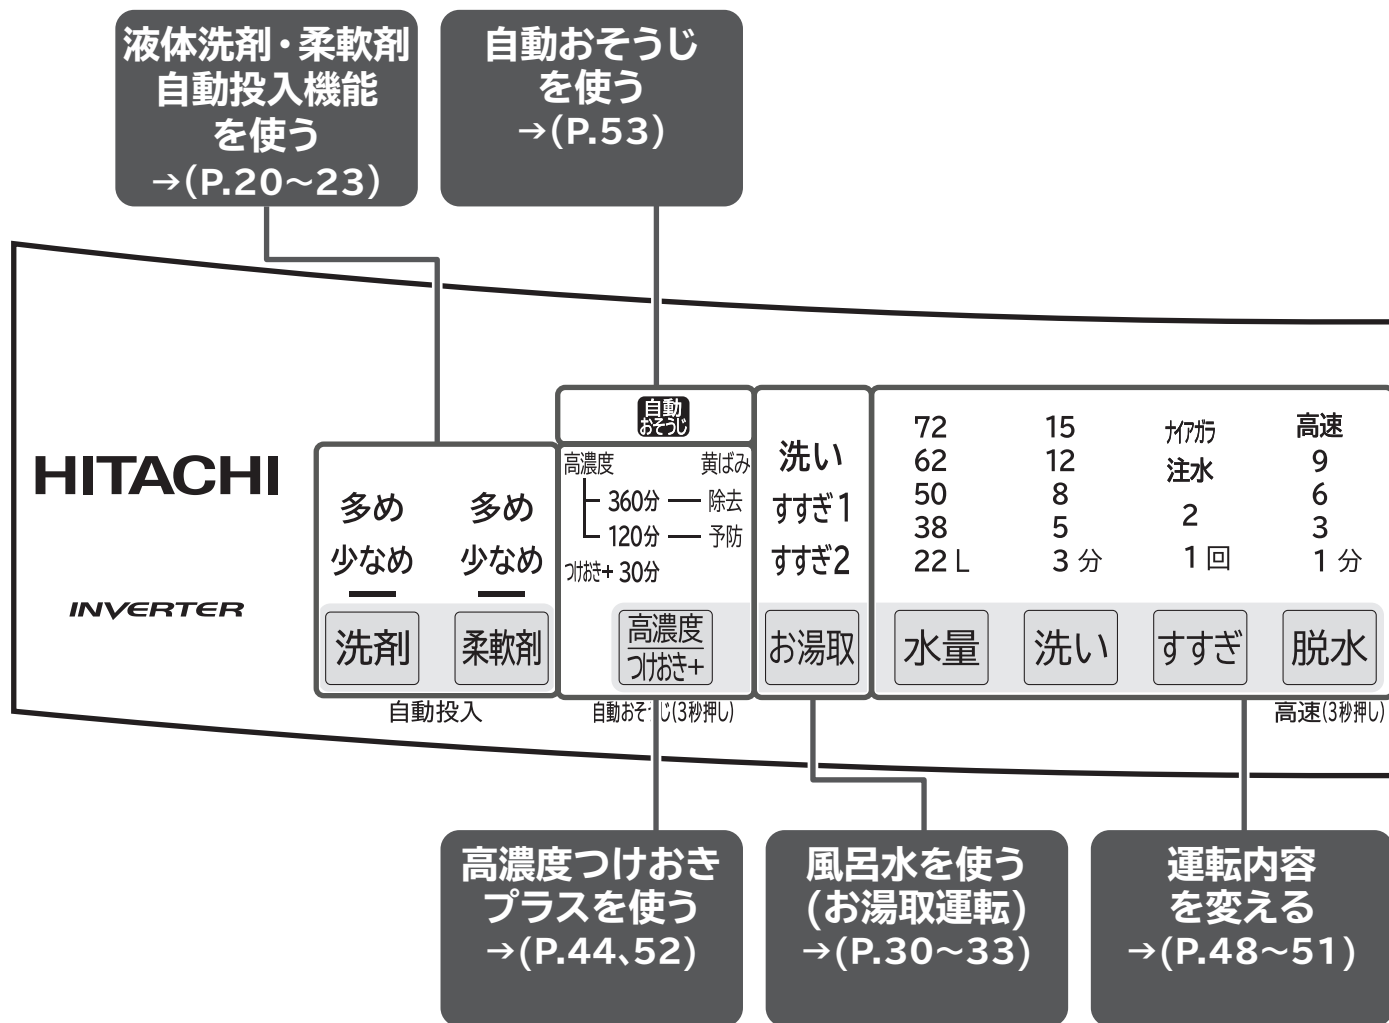 液体洗剤・柔軟剤
自動投入機能
を使う
→(P.20~23)
自動おそうじ
を使う
→(P.53)
HITACHI
INVERTER
多め
少なめ
洗剤
多め
少なめ
柔軟剤
自動投入
自動
おそうじ
高濃度 黄ばみ
360分 除去
120分 予防
つけおき+ 30分
高濃度
つけおき+
自動おそうじ(3秒押し)
洗い
すすぎ1
すすぎ2
お湯取
72
62
50
38
22 L
水量
15
12
8
5
3 分
洗い
ナイアガラ
注水
2
1 回
すすぎ
高速
9
6
3
1 分
脱水
高速(3秒押し)
高濃度つけおき
プラスを使う
→(P.44、52)
風呂水を使う
(お湯取運転)
→(P.30~33)
運転内容
を変える
→(P.48~51)